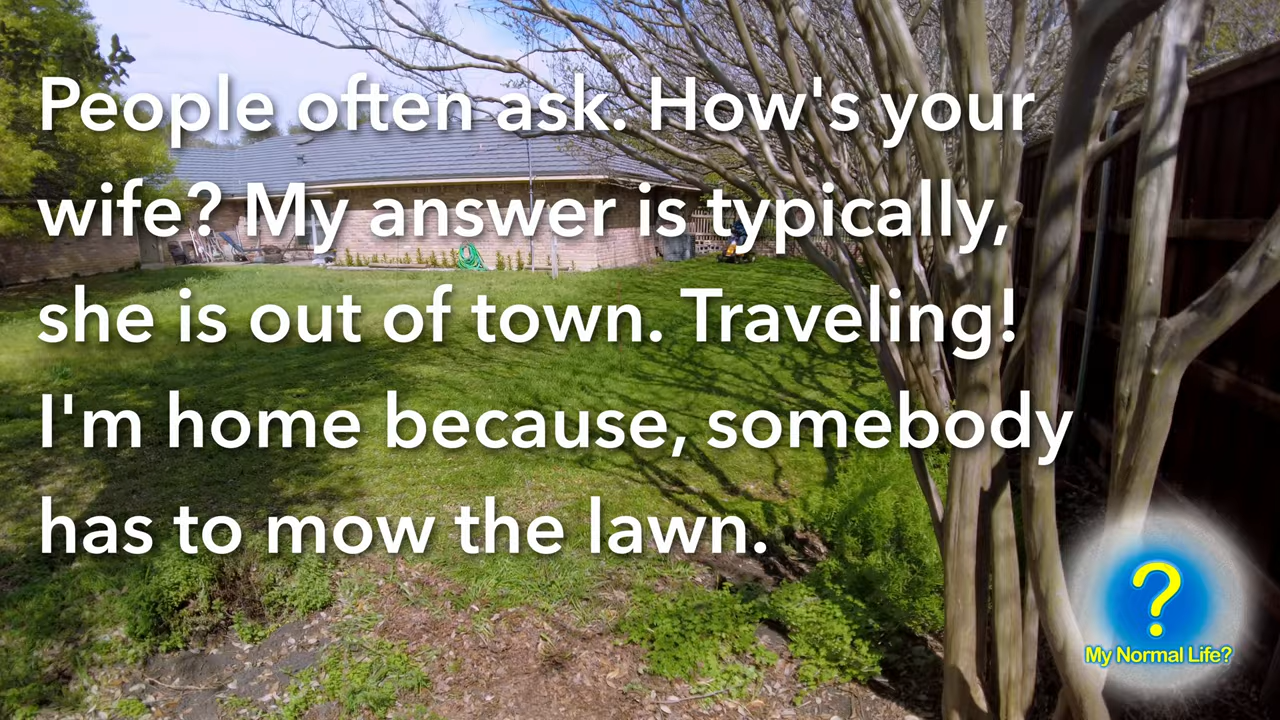 People often ask. How's your
wife? My answer is typically,
she is out of town. Traveling!
I'm home because, somebody
has to mow the lawn.
?
My Normal Life?